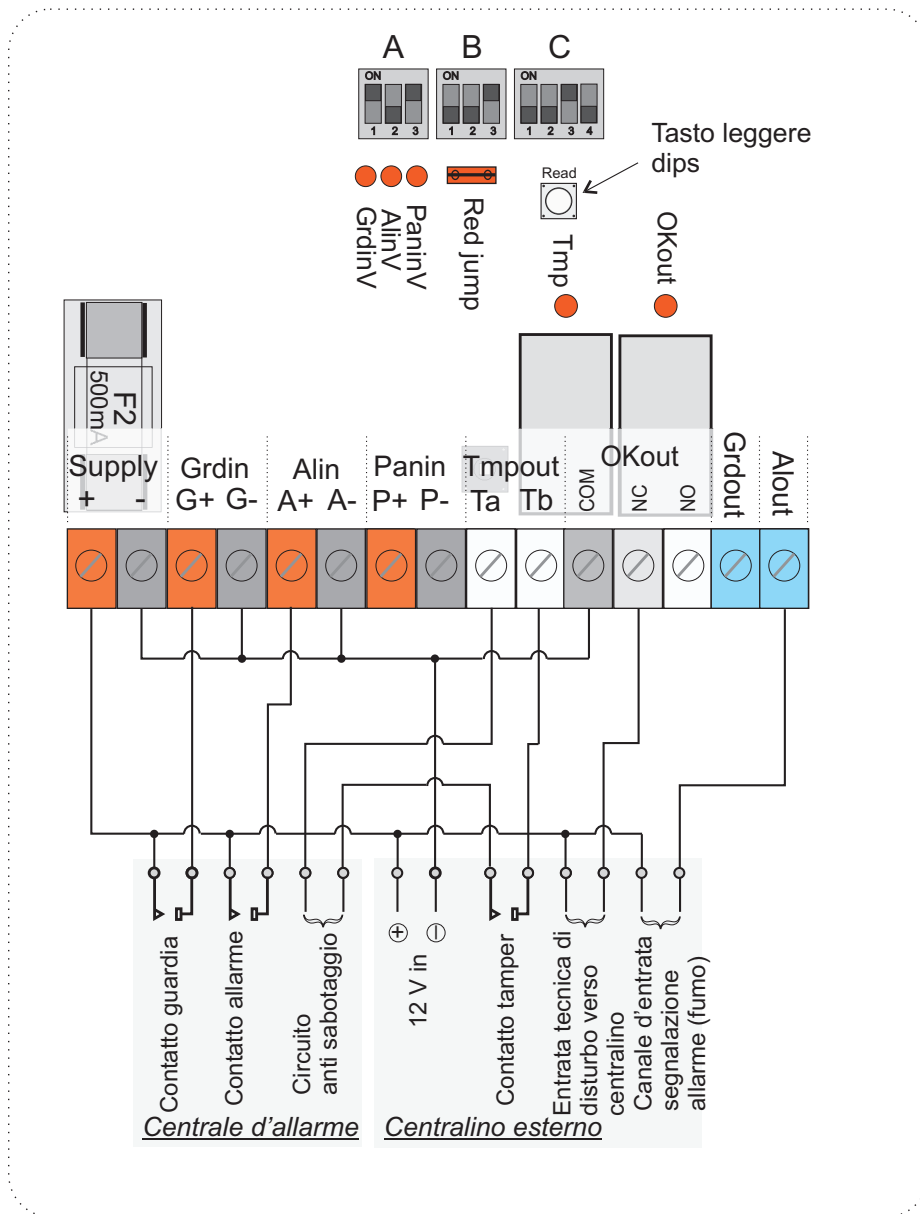 A B C
ON ON ON
1 2 3 1 2 3 1 2 3 4
Tasto leggere
dips
Read
GrdinV
AlinV
PaninV
Red jump
Tmp
OKout
F2
500mA
Supply Grdin Alin Panin Tmpout OKout Grdout Alout
+ - G+ G- A+ A- P+ P- Ta Tb COM NC NO
Contatto guardia
Contatto allarme
Circuito
anti sabotaggio
+ −
12 V in
Contatto tamper
Entrata tecnica di
disturbo verso
centralino
Canale d'entrata
segnalazione
allarme (fumo)
Centrale d'allarme
Centralino esterno